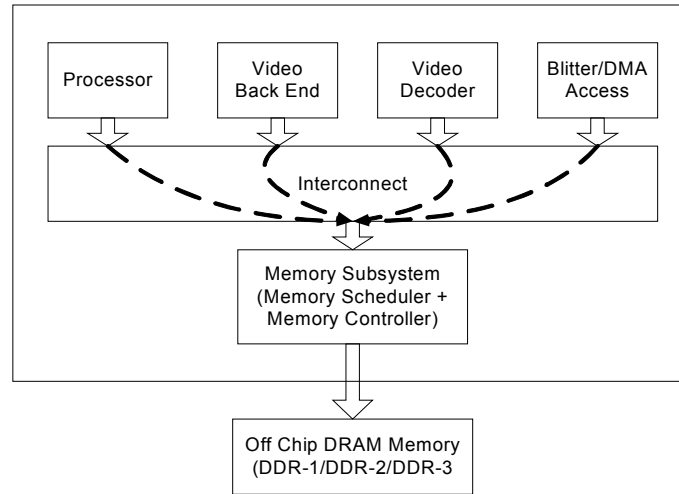 Processor
Video
Back End
Video
Decoder
Blitter/DMA
Access
Interconnect
Memory Subsystem
(Memory Scheduler +
Memory Controller)
Off Chip DRAM Memory
(DDR-1/DDR-2/DDR-3